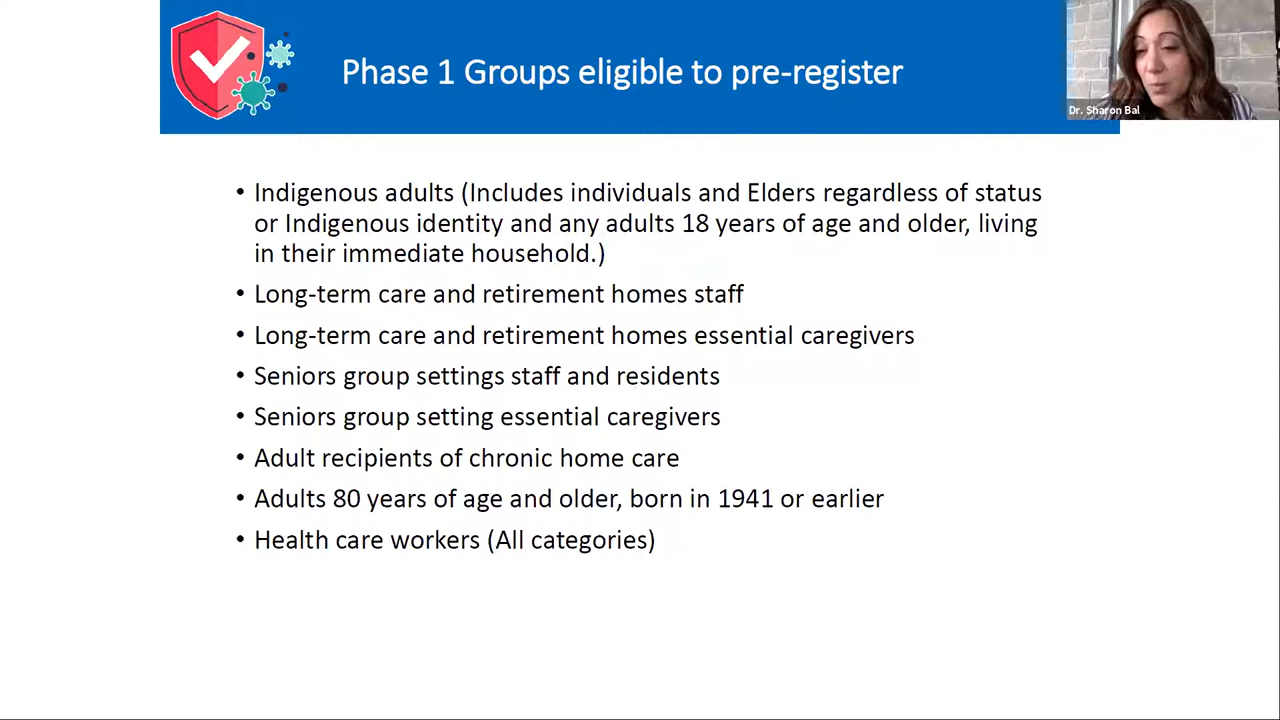 Phase 1 Groups eligible to pre-register
Dr. Sharon Bal
• Indigenous adults (Includes individuals and Elders regardless of status
or Indigenous identity and any adults 18 years of age and older, living
in their immediate household.)
• Long-term care and retirement homes staff
• Long-term care and retirement homes essential caregivers
• Seniors group settings staff and residents
• Seniors group setting essential caregivers
• Adult recipients of chronic home care
• Adults 80 years of age and older, born in 1941 or earlier
• Health care workers (All categories)